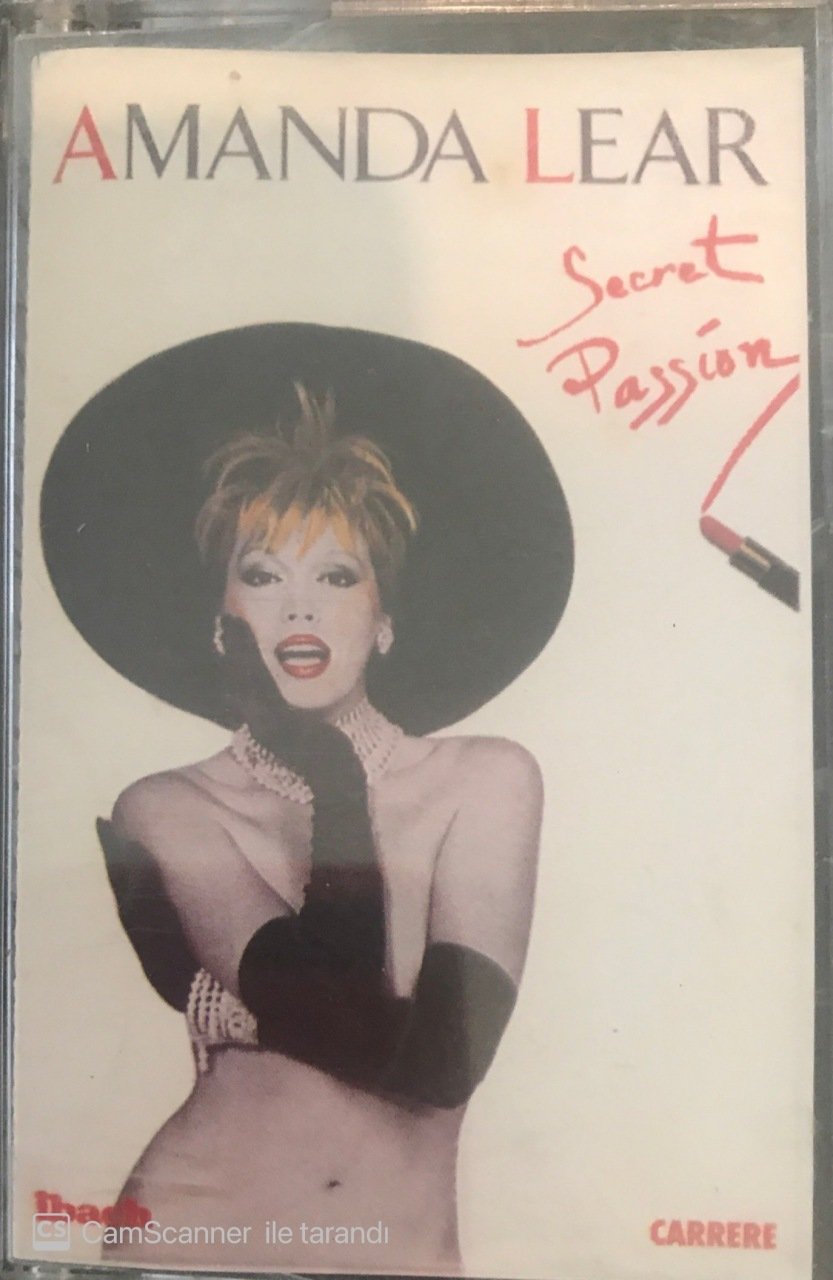 AMANDA LEAR
Secret
Passion
CS CamScanner ile tarandı
CARRERE